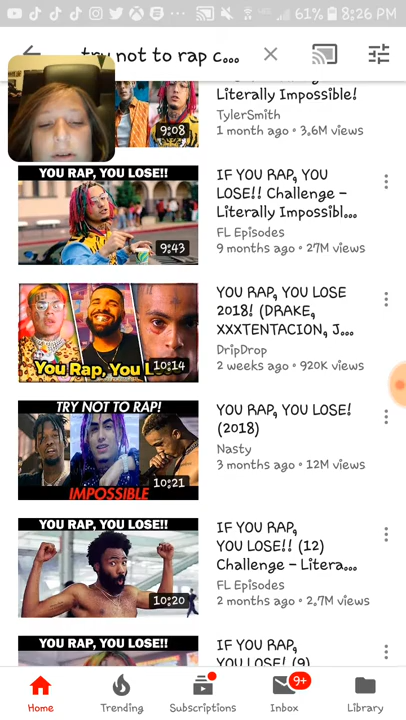 61% 8:26 PM
try not to rap c...
Literally Impossible!
TylerSmith
1 month ago • 3.6M views
9:08
YOU RAP, YOU LOSE!!
9:43
IF YOU RAP, YOU
LOSE!! Challenge –
Literally Impossibl...
FL Episodes
9 months ago • 27M views
You Rap, You L
10:14
YOU RAP, YOU LOSE
2018! (DRAKE,
XXXTENTACION, J...
DripDrop
2 weeks ago • 920K views
TRY NOT TO RAP!
IMPOSSIBLE
10:21
YOU RAP, YOU LOSE!
(2018)
Nasty
3 months ago • 12M views
YOU RAP, YOU LOSE!!
10:20
IF YOU RAP,
YOU LOSE!! (12)
Challenge – Litera...
FL Episodes
2 months ago • 2.7M views
YOU RAP, YOU LOSE!!
IF YOU RAP,
YOU LOSE!! (9)
9+
Home Trending Subscriptions Inbox Library